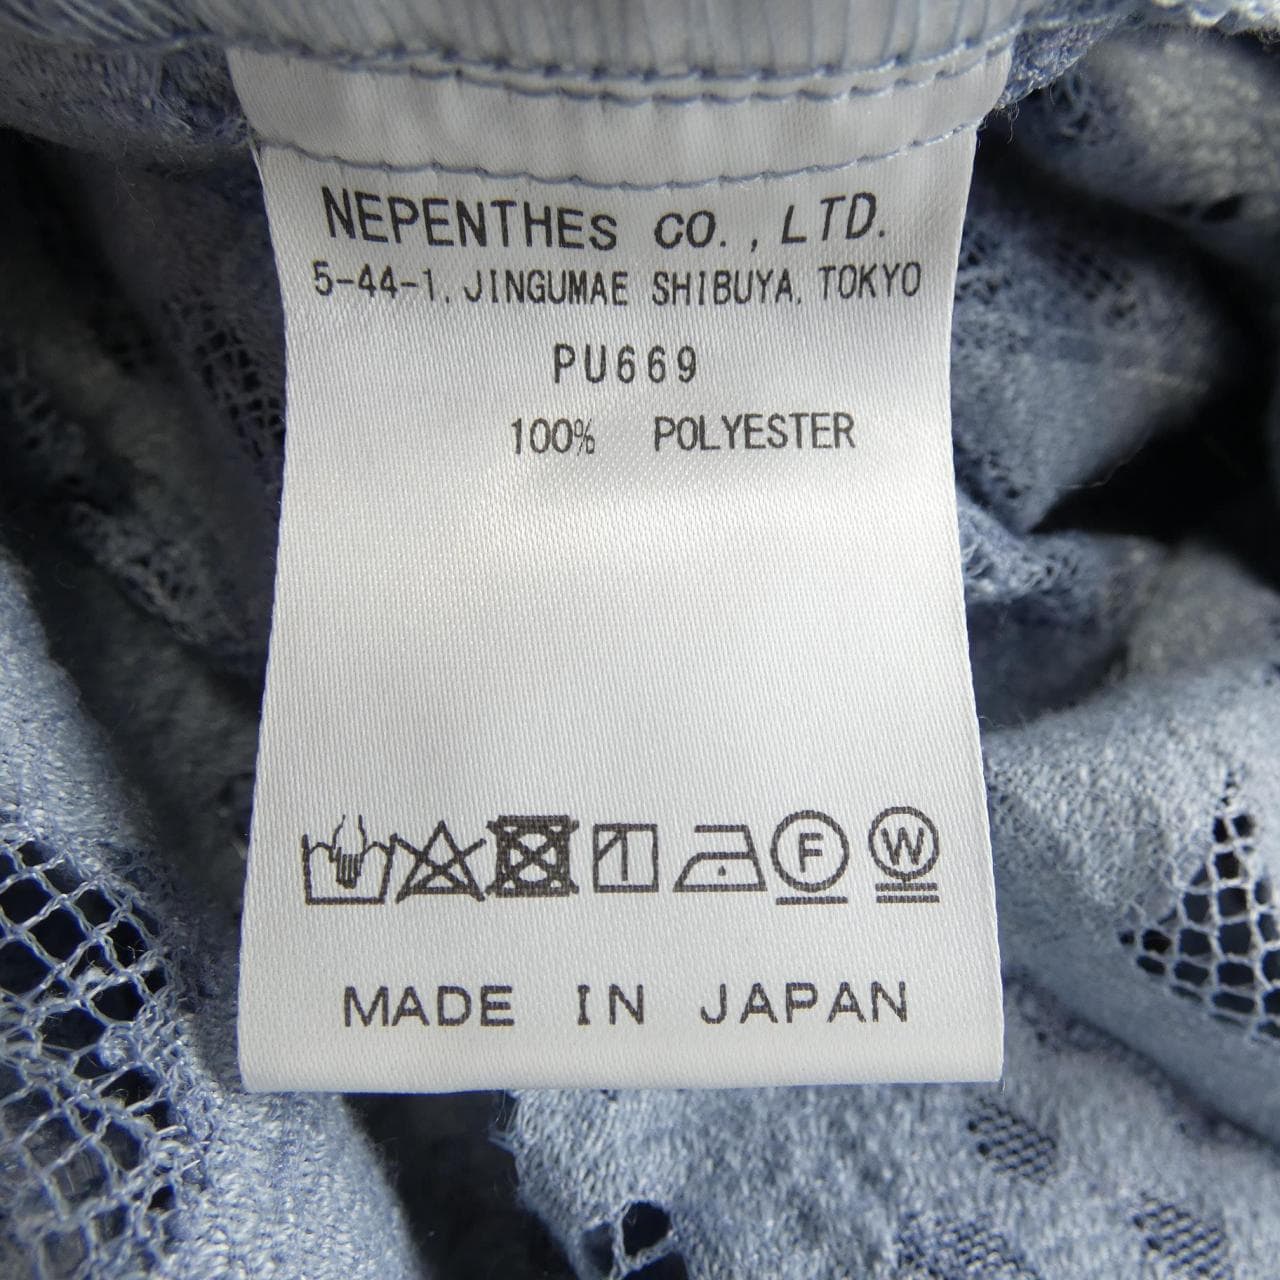 NEPENTHES CO., LTD.
5-44-1, JINGUMAE SHIBUYA, TOKYO
PU669
100% POLYESTER
F W
MADE IN JAPAN